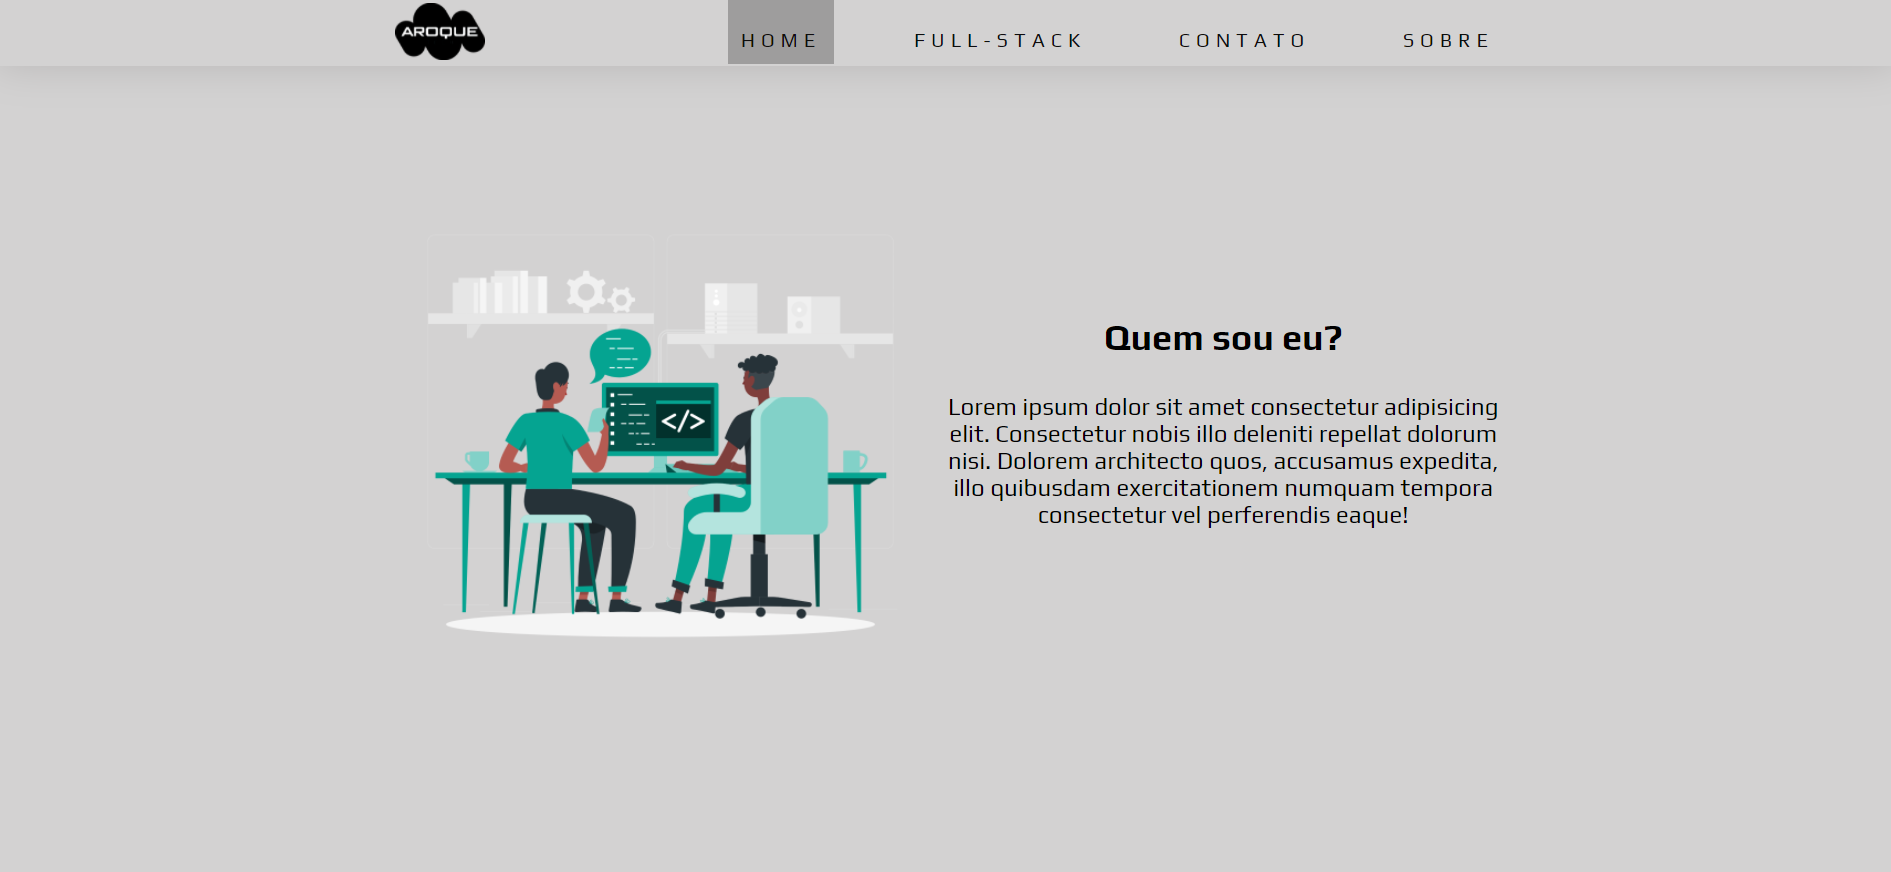 AROQUE
HOME
FULL-STACK
CONTATO
SOBRE
</>
Quem sou eu?
Lorem ipsum dolor sit amet consectetur adipisicing
elit. Consectetur nobis illo deleniti repellat dolorum
nisi. Dolorem architecto quos, accusamus expedita,
illo quibusdam exercitationem numquam tempora
consectetur vel perferendis eaque!